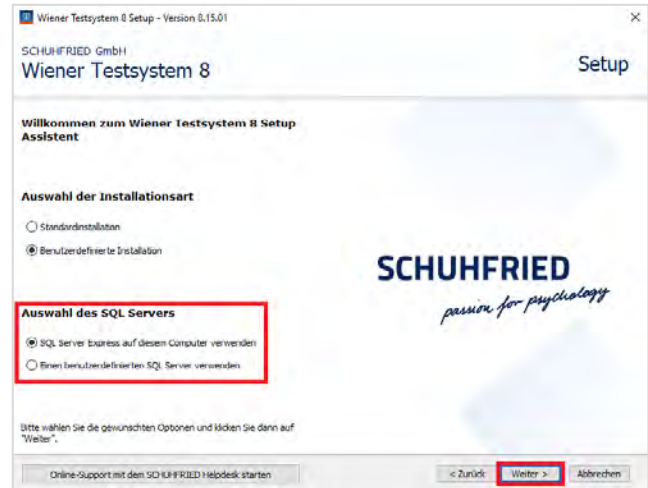 Wiener Testsystem 8 Setup - Version 8.15.01
SCHUHFRIED GmbH
Wiener Testsystem 8
Setup
Willkommen zum Wiener Testsystem 8 Setup
Assistent
Auswahl der Installationsart
Standardinstallation
Benutzerdefinierte Installation
SCHUHFRIED
passion for psychology
Auswahl des SQL Servers
SQL Server Express auf diesem Computer verwenden
Einen benutzerdefinierten SQL Server verwenden
Bitte wählen Sie die gewünschten Optionen und klicken Sie dann auf
"Weiter".
Online-Support mit dem SCHUHFRIED Helpdesk starten
< Zurück
Weiter >
Abbrechen